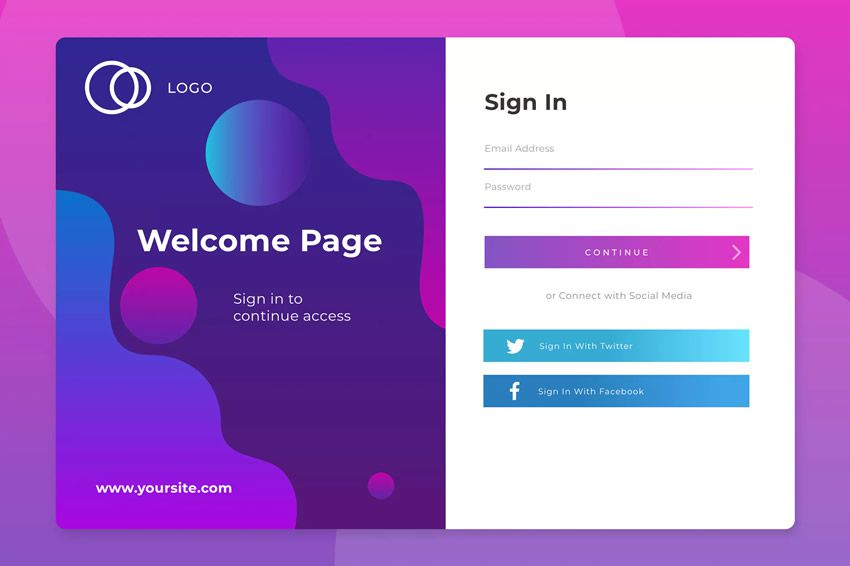 LOGO
Welcome Page
Sign in to
continue access
www.yoursite.com
Sign In
Email Address
Password
CONTINUE
or Connect with Social Media
Sign In With Twitter
Sign In With Facebook